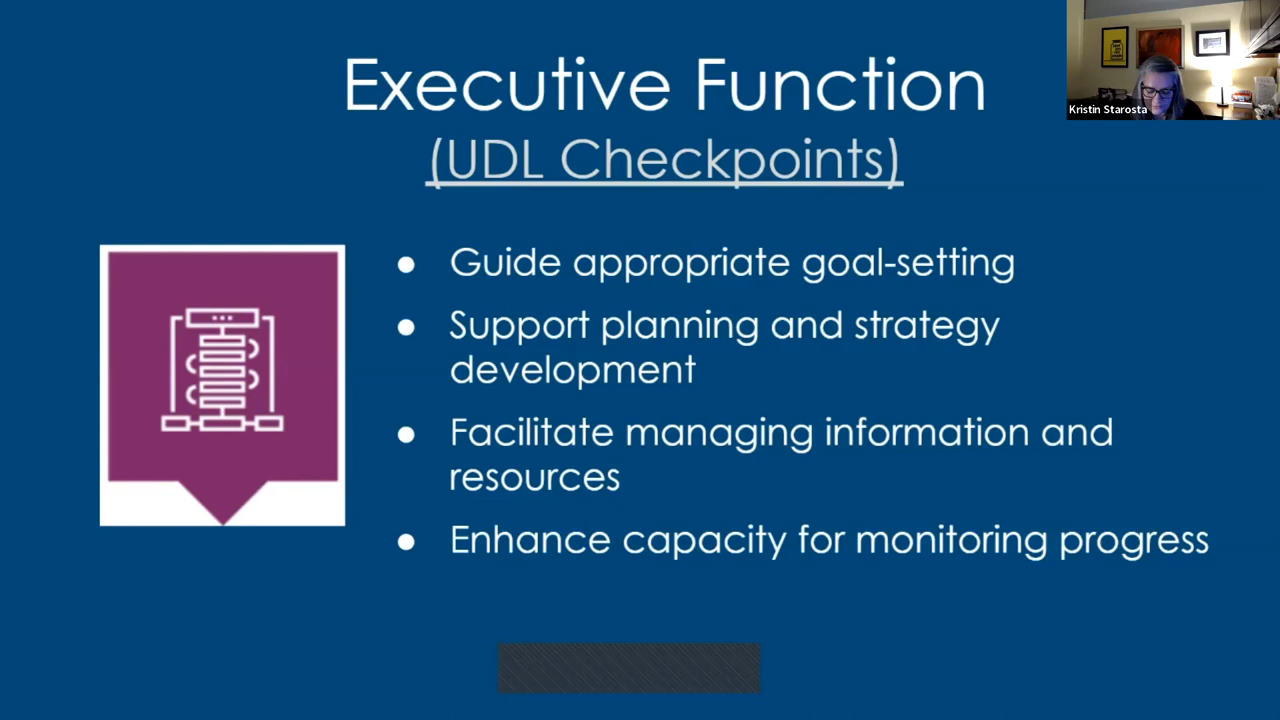 Executive Function
(UDL Checkpoints)
Kristin Starosta
● Guide appropriate goal-setting
● Support planning and strategy
development
● Facilitate managing information and
resources
● Enhance capacity for monitoring progress